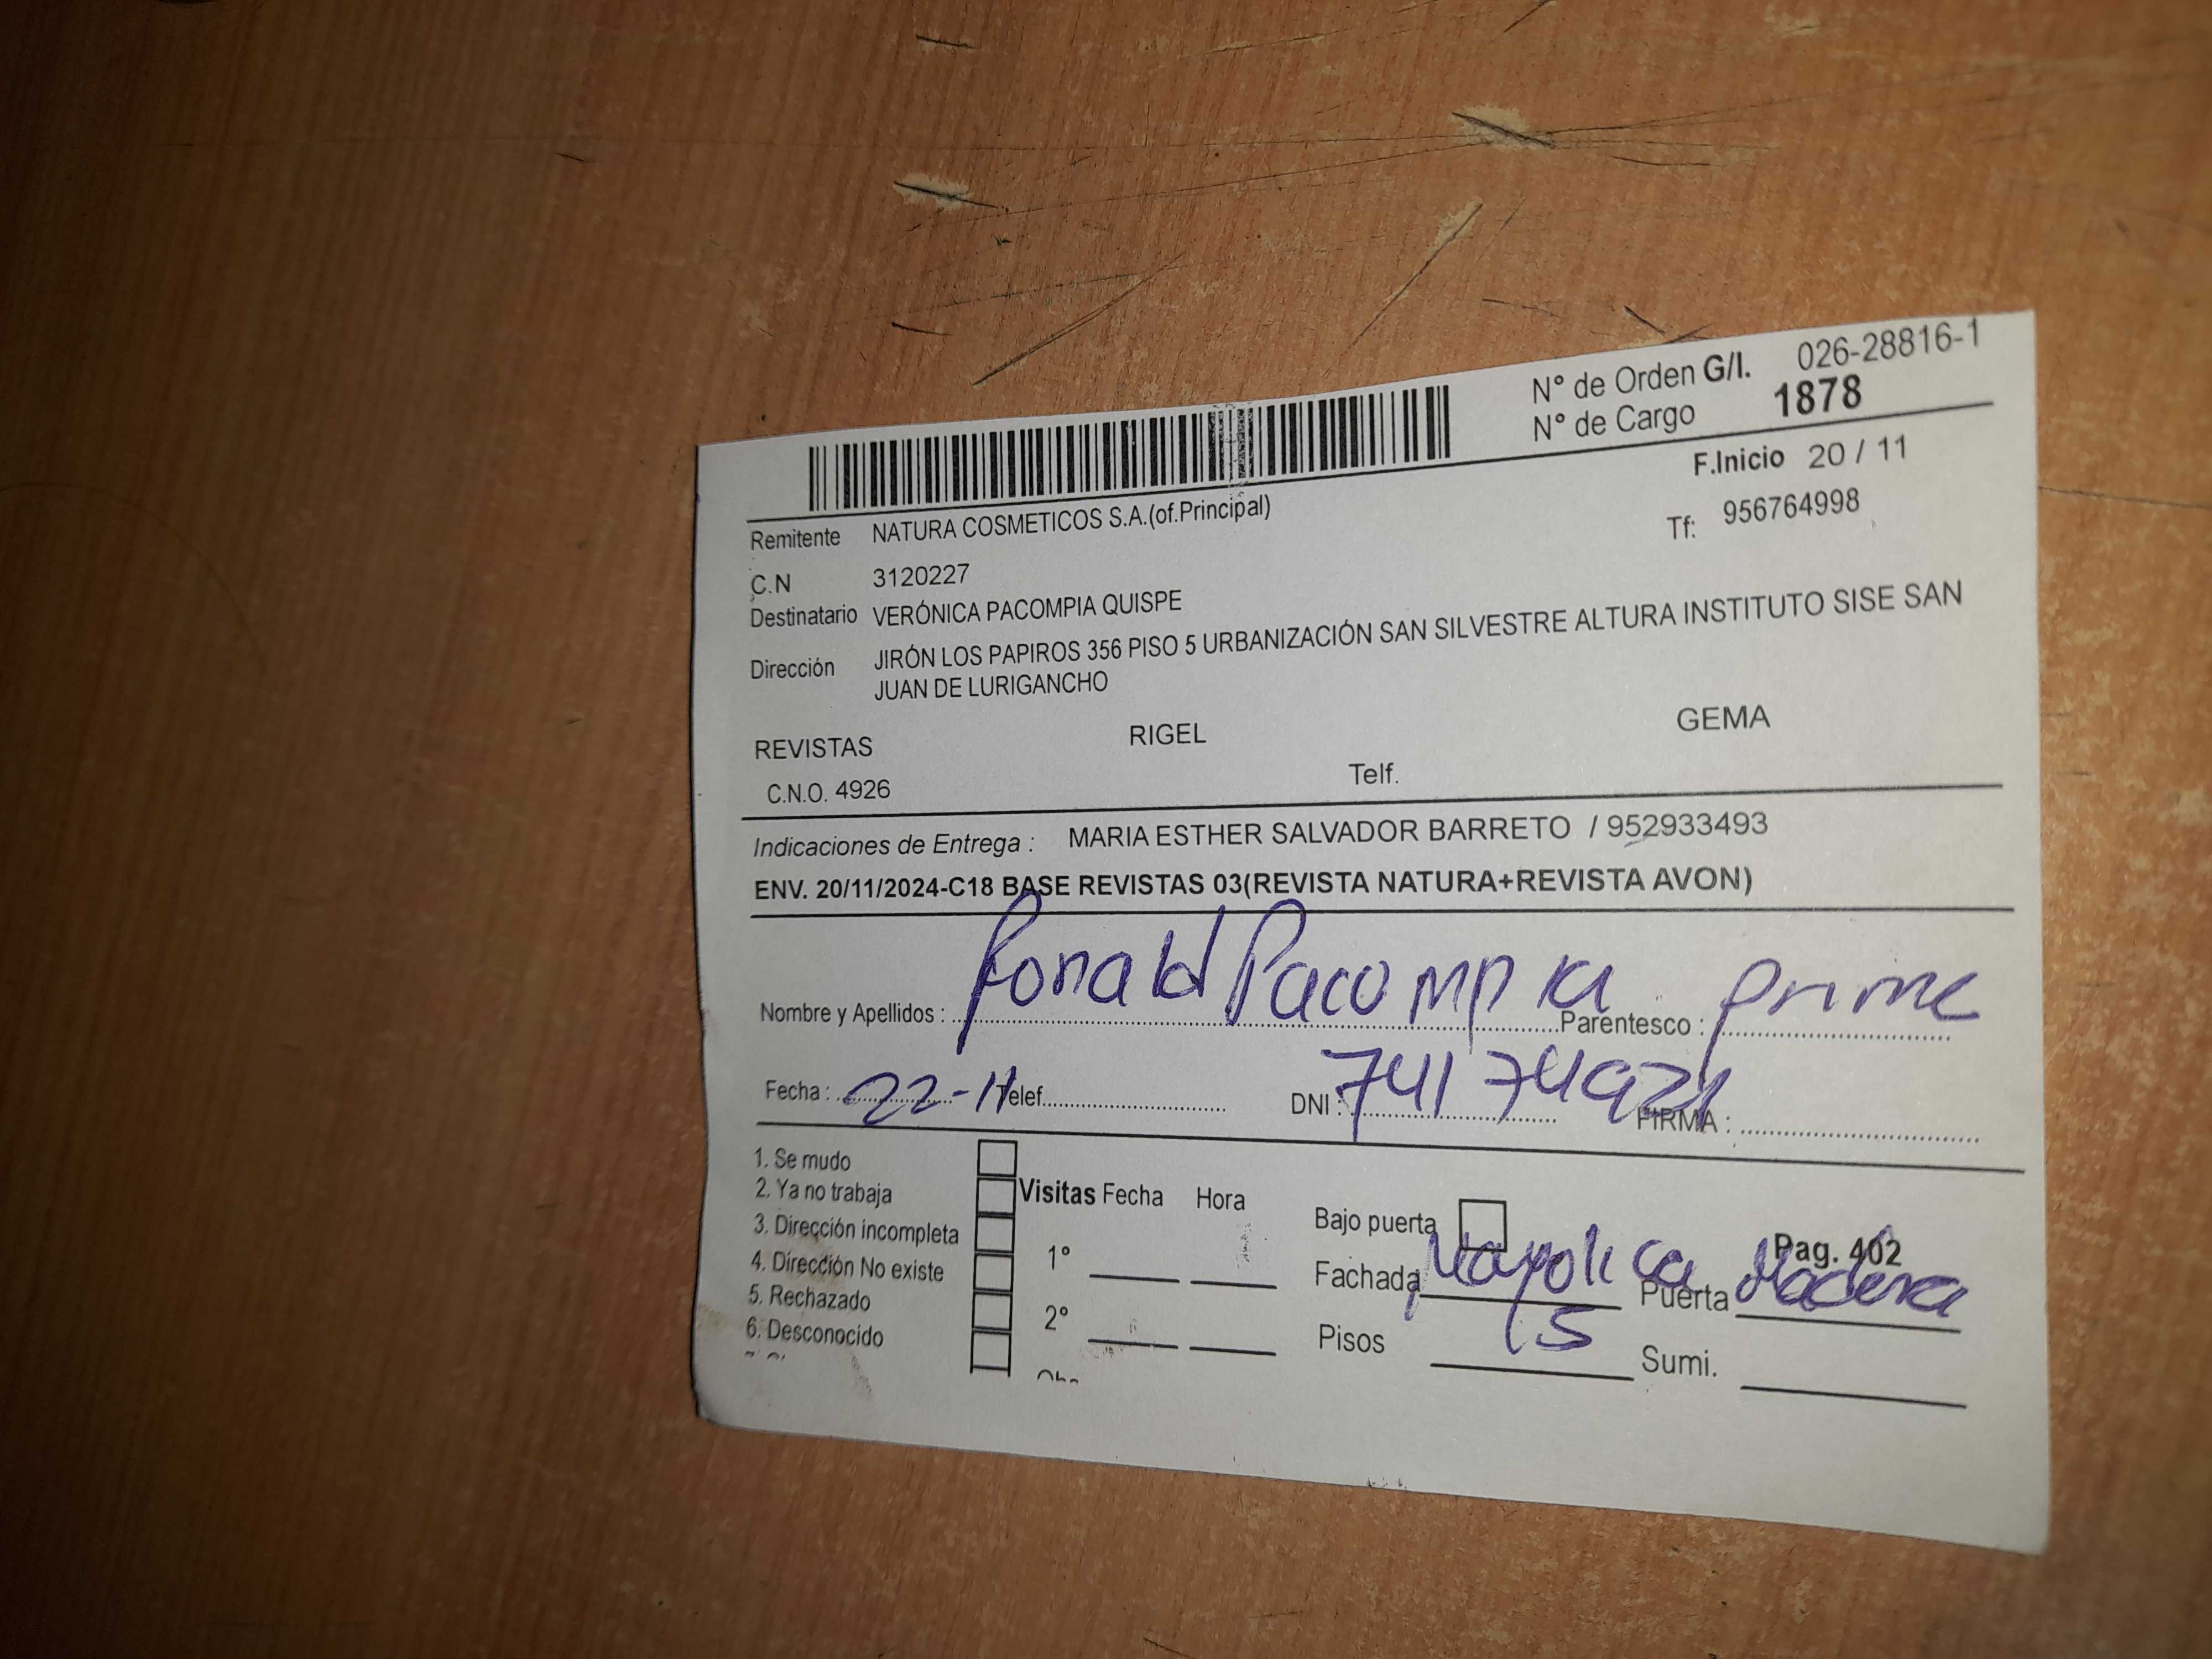 N° de Orden G/I. 026-28816-1
N° de Cargo 1878
F.Inicio 20 / 11
Remitente NATURA COSMETICOS S.A.(of.Principal)
Tf: 956764998
C.N 3120227
Destinatario VERÓNICA PACOMPIA QUISPE
Dirección JIRÓN LOS PAPIROS 356 PISO 5 URBANIZACIÓN SAN SILVESTRE ALTURA INSTITUTO SISE SAN
JUAN DE LURIGANCHO
REVISTAS RIGEL GEMA
C.N.O. 4926 Telf.
Indicaciones de Entrega : MARIA ESTHER SALVADOR BARRETO / 952933493
ENV. 20/11/2024-C18 BASE REVISTAS 03(REVISTA NATURA+REVISTA AVON)
Nombre y Apellidos : Ronald Pacompia Parentesco : Prime
Fecha : 22-11 Telef. DNI : FIRMA :
1. Se mudo
2. Ya no trabaja
3. Dirección incompleta
4. Dirección No existe
5. Rechazado
6. Desconocido
Visitas Fecha Hora
1°
2°
Bajo puerta Pag. 402
Fachada Mayolica Puerta Madera
Pisos 5 Sumi.